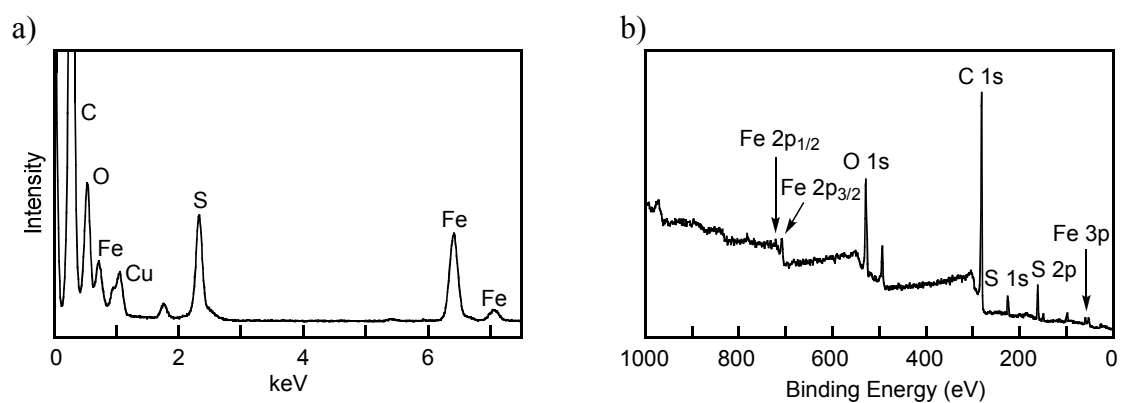 a)
C
O
Fe
Cu
S
Fe
Fe
Intensity
0 2 4 6
keV
b)
C 1s
Fe 2p1/2
O 1s
Fe 2p3/2
Fe 3p
S 1s S 2p
1000 800 600 400 200 0
Binding Energy (eV)